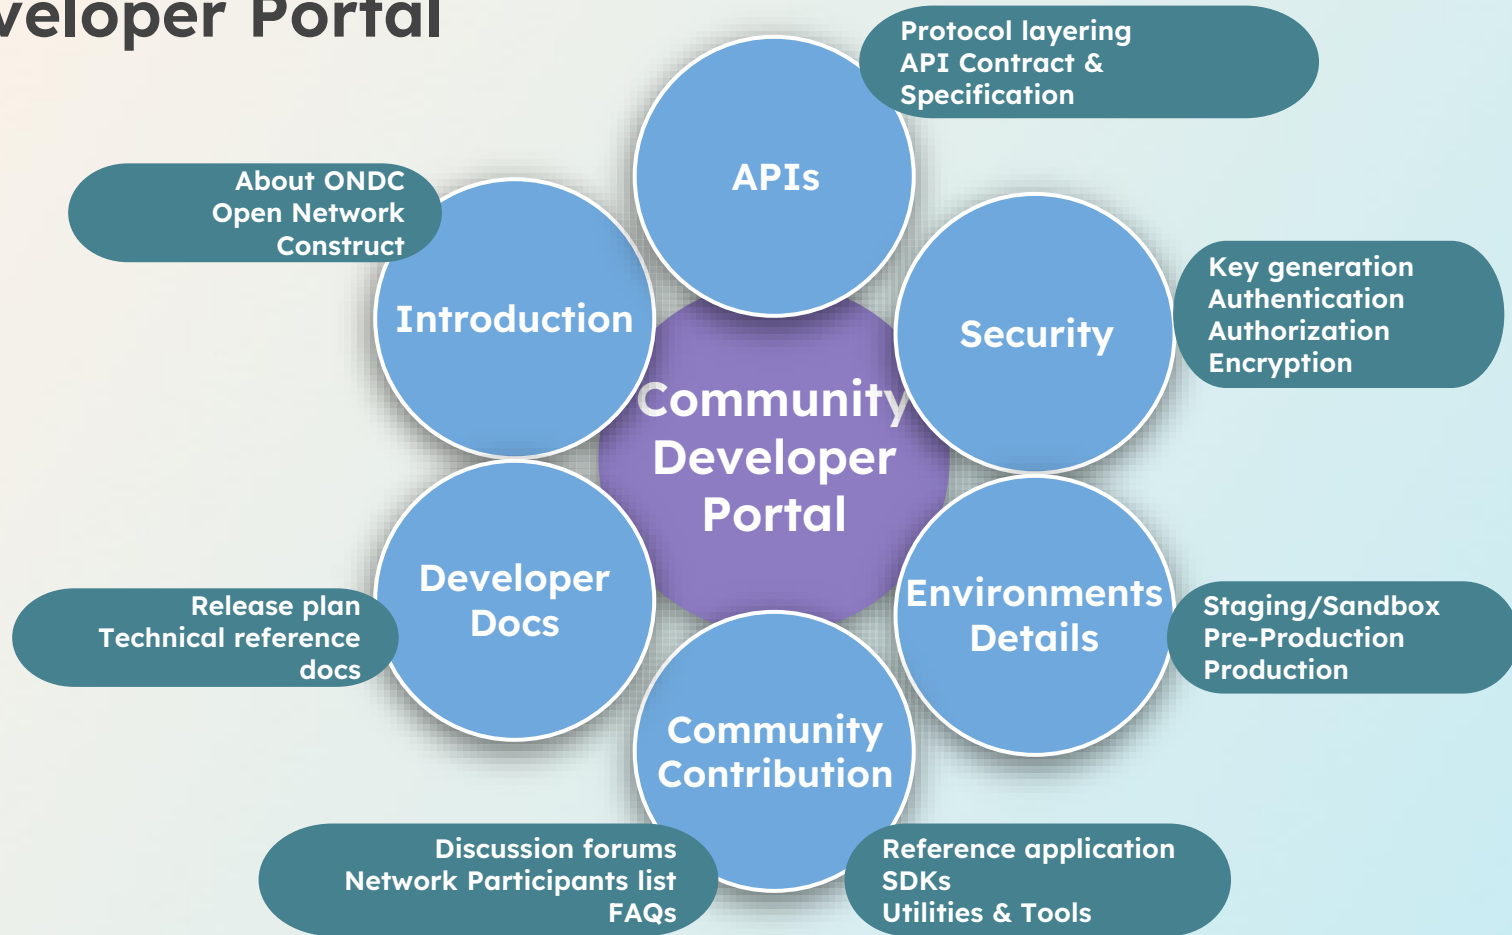 veloper Portal
Protocol layering
API Contract &
Specification
APIs
About ONDC
Open Network
Construct
Introduction
Security
Key generation
Authentication
Authorization
Encryption
Community
Developer
Portal
Developer
Docs
Release plan
Technical reference
docs
Environments
Details
Staging/Sandbox
Pre-Production
Production
Community
Contribution
Discussion forums
Network Participants list
FAQs
Reference application
SDKs
Utilities & Tools